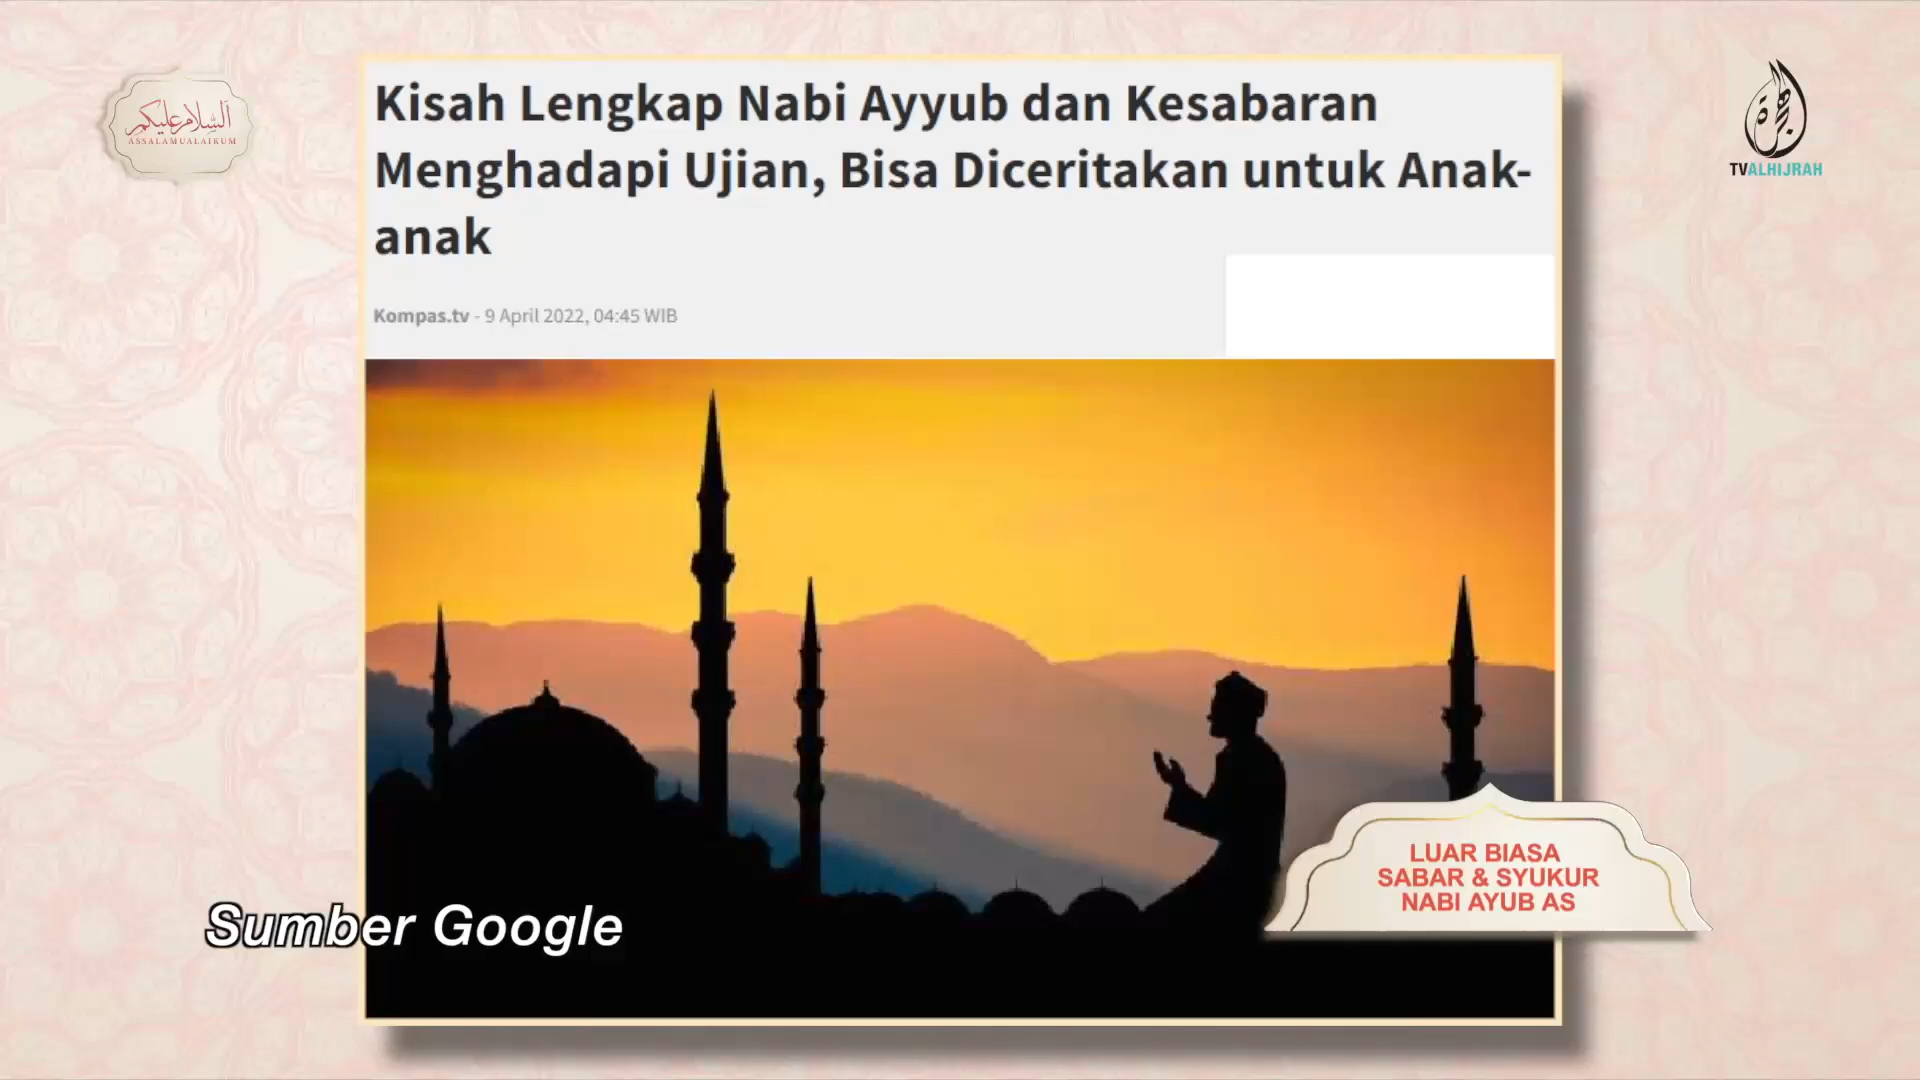 السلام عليكم
ASSALAMUALAIKUM
Kisah Lengkap Nabi Ayyub dan Kesabaran
Menghadapi Ujian, Bisa Diceritakan untuk Anak-
anak
Kompas.tv - 9 April 2022, 04:45 WIB
هجرة
TVALHIJRAH
Sumber Google
LUAR BIASA
SABAR & SYUKUR
NABI AYUB AS